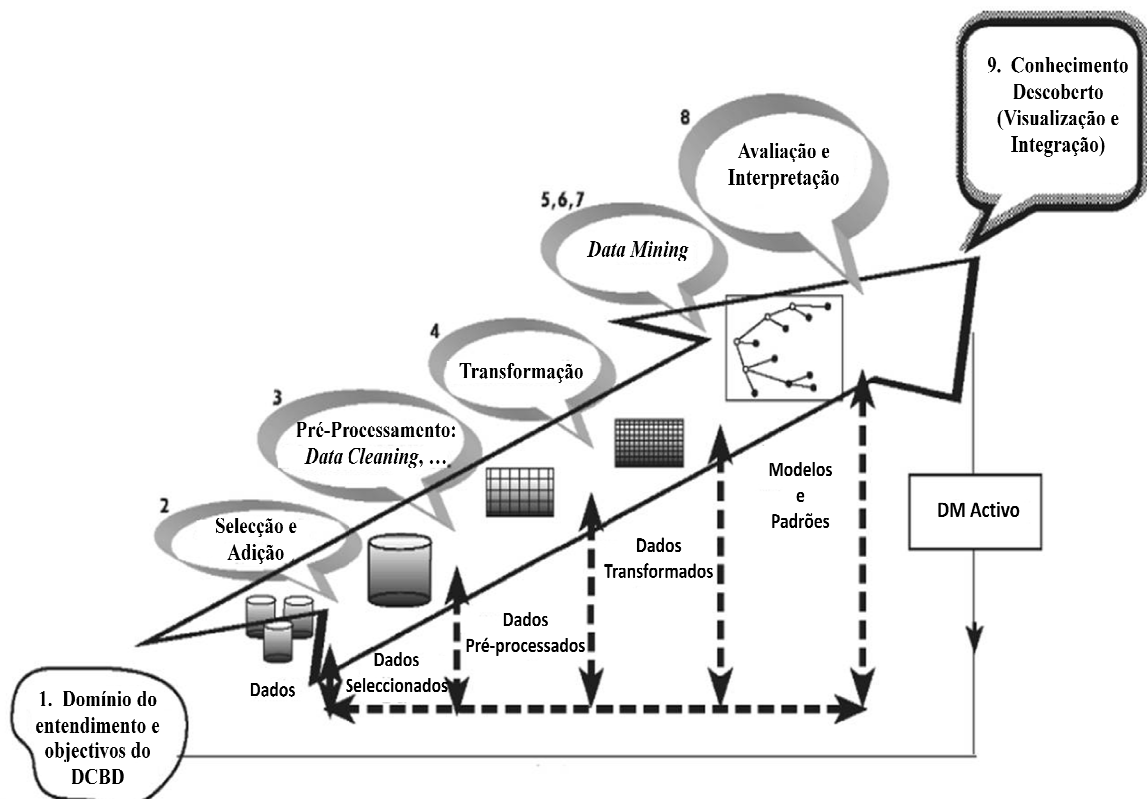 9. Conhecimento
Descoberto
(Visualização e
Integração)
8
Avaliação e
Interpretação
5,6,7
Data Mining
4
Transformação
3
Pré-Processamento:
Data Cleaning, ...
2
Selecção e
Adição
Modelos
e
Padrões
DM Activo
Dados
Transformados
Dados
Pré-processados
Dados
Seleccionados
Dados
1. Domínio do
entendimento e
objectivos do
DCBD